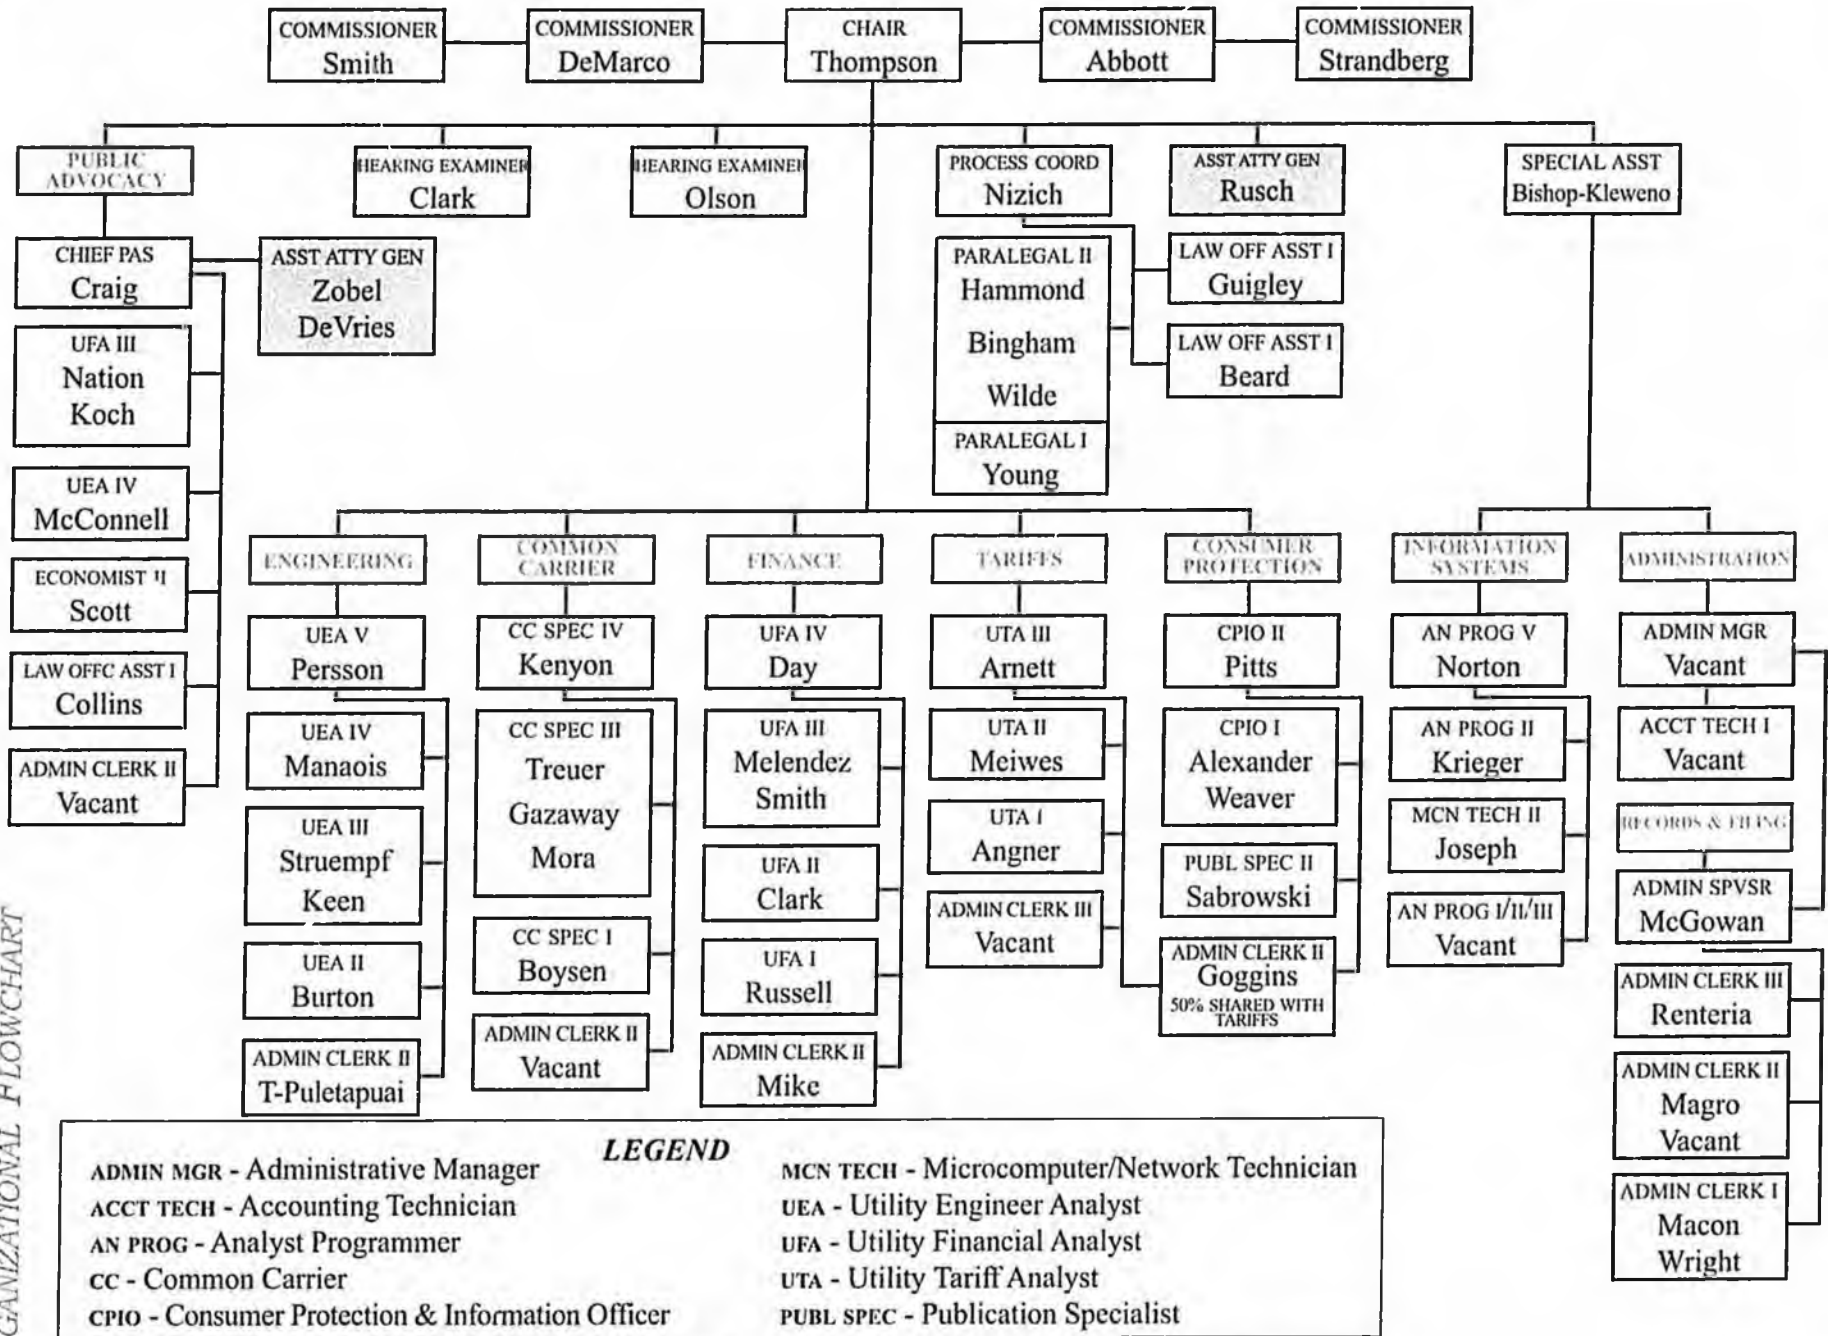 COMMISSIONER
Smith
COMMISSIONER
DeMarco
CHAIR
Thompson
COMMISSIONER
Abbott
COMMISSIONER
Strandberg
PUBLIC
ADVOCACY
HEARING EXAMINER
Clark
HEARING EXAMINER
Olson
PROCESS COORD
Nizich
ASST ATTY GEN
Rusch
SPECIAL ASST
Bishop-Kleweno
CHIEF PAS
Craig
ASST ATTY GEN
Zobel
DeVries
UFA III
Nation
Koch
UEA IV
McConnell
ECONOMIST II
Scott
LAW OFFC ASST I
Collins
ADMIN CLERK II
Vacant
PARALEGAL II
Hammond
Bingham
Wilde
PARALEGAL I
Young
LAW OFF ASST I
Guigley
LAW OFF ASST I
Beard
ENGINEERING
UEA V
Persson
UEA IV
Manaois
UEA III
Struempf
Keen
UEA II
Burton
ADMIN CLERK II
T-Puletapuai
COMMON
CARRIER
CC SPEC IV
Kenyon
CC SPEC III
Treuer
Gazaway
Mora
CC SPEC I
Boysen
ADMIN CLERK II
Vacant
FINANCE
UFA IV
Day
UFA III
Melendez
Smith
UFA II
Clark
UFA I
Russell
ADMIN CLERK II
Mike
TARIFFS
UTA III
Arnett
UTA II
Meiwes
UTA I
Angner
ADMIN CLERK III
Vacant
CONSUMER
PROTECTION
CPIO II
Pitts
CPIO I
Alexander
Weaver
PUBL SPEC II
Sabrowski
ADMIN CLERK II
Goggins
50% SHARED WITH
TARIFFS
INFORMATION
SYSTEMS
AN PROG V
Norton
AN PROG II
Krieger
MCN TECH II
Joseph
AN PROG I/II/III
Vacant
ADMINISTRATION
ADMIN MGR
Vacant
ACCT TECH I
Vacant
RECORDS & FILING
ADMIN SPVSR
McGowan
ADMIN CLERK III
Renteria
ADMIN CLERK II
Magro
Vacant
ADMIN CLERK I
Macon
Wright
GANIZATIONAL FLOWCHART
LEGEND
ADMIN MGR - Administrative Manager
ACCT TECH - Accounting Technician
AN PROG - Analyst Programmer
CC - Common Carrier
CPIO - Consumer Protection & Information Officer
MCN TECH - Microcomputer/Network Technician
UEA - Utility Engineer Analyst
UFA - Utility Financial Analyst
UTA - Utility Tariff Analyst
PUBL SPEC - Publication Specialist